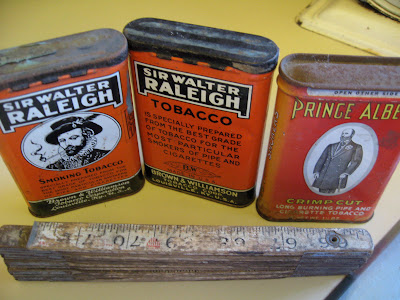 SIR WALTER
RALEIGH
SMOKING TOBACCO
BROWN & WILLIAMSON
SIR WALTER
RALEIGH
TOBACCO
IS SPECIALLY PREPARED
FROM THE BEST GRADE
OF TOBACCO FOR THE
MOST PARTICULAR
SMOKERS OF PIPE AND
CIGARETTES
BROWN & WILLIAMSON
OPEN OTHER SIDE
PRINCE ALBE
CRIMP CUT
LONG BURNING PIPE AND
TOBACCO